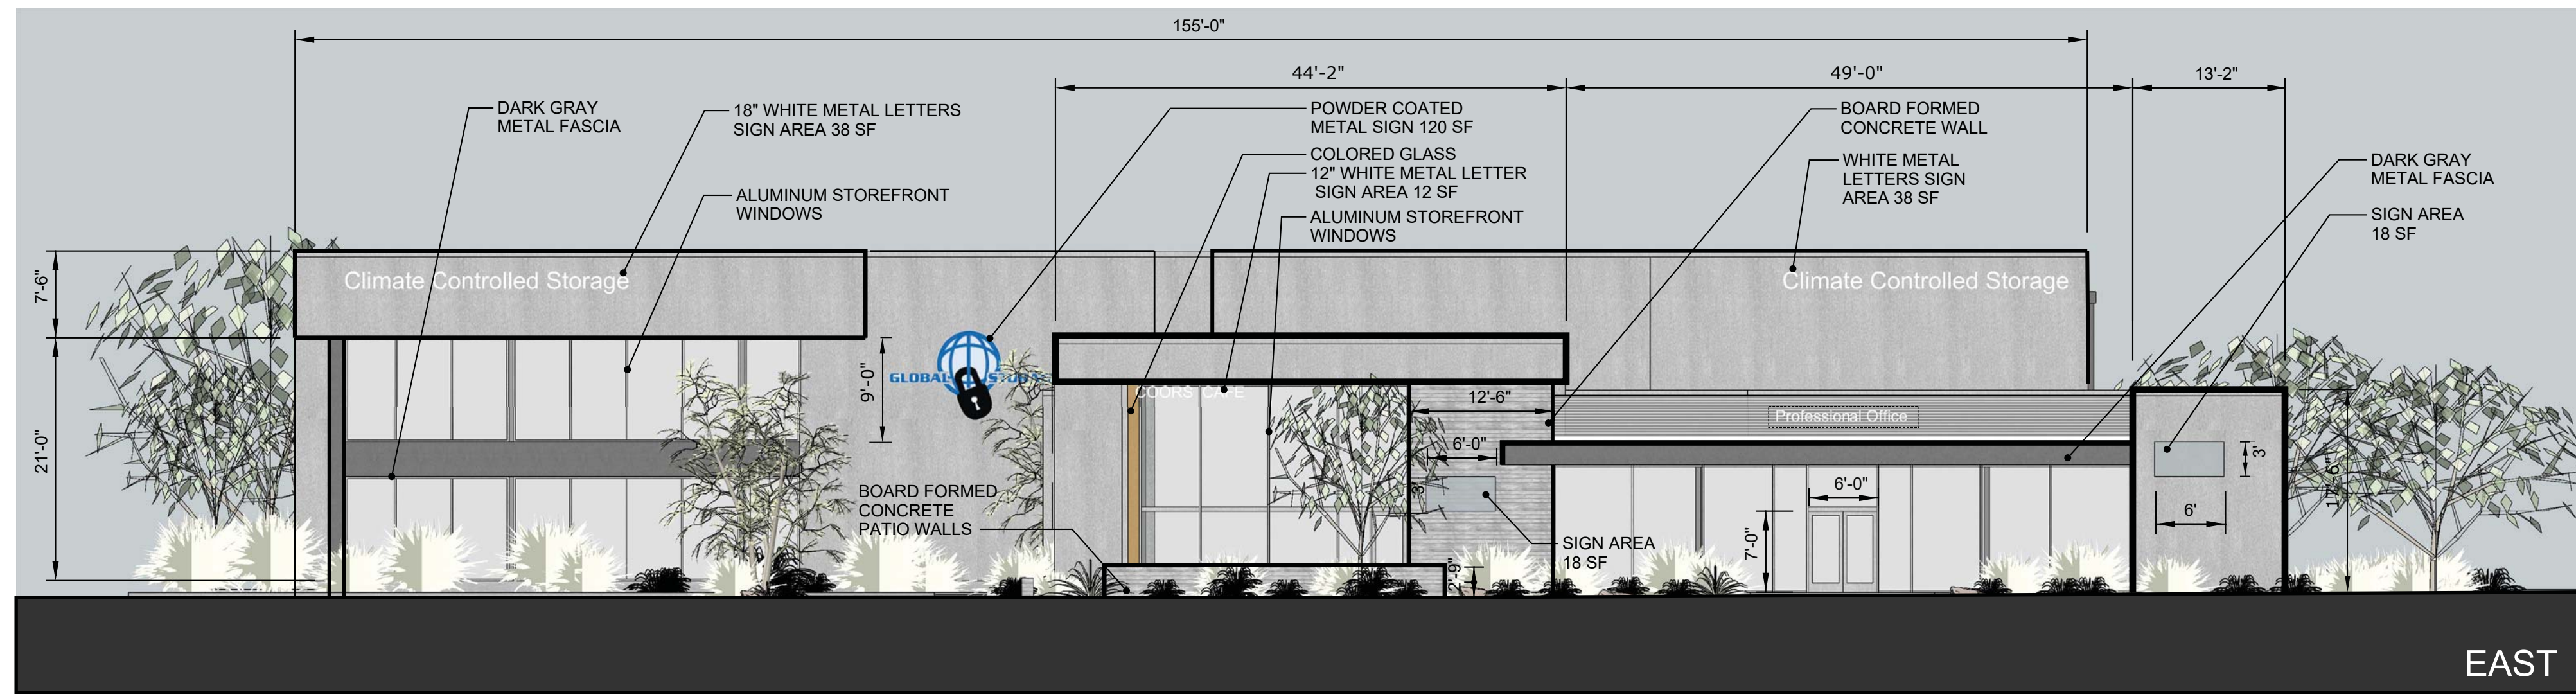 155'-0"
44'-2"
49'-0"
13'-2"
DARK GRAY
METAL FASCIA
18" WHITE METAL LETTERS
SIGN AREA 38 SF
ALUMINUM STOREFRONT
WINDOWS
POWDER COATED
METAL SIGN 120 SF
COLORED GLASS
12" WHITE METAL LETTER
SIGN AREA 12 SF
ALUMINUM STOREFRONT
WINDOWS
BOARD FORMED
CONCRETE WALL
WHITE METAL
LETTERS SIGN
AREA 38 SF
DARK GRAY
METAL FASCIA
SIGN AREA
18 SF
7'-6"
Climate Controlled Storage
Climate Controlled Storage
21'-0"
9'-0"
GLOBAL
COORS CAFE
12'-6"
Professional Office
6'-0"
3'
3'
6'-0"
6'
BOARD FORMED
CONCRETE
PATIO WALLS
SIGN AREA
18 SF
7'-0"
2'-9"
EAST